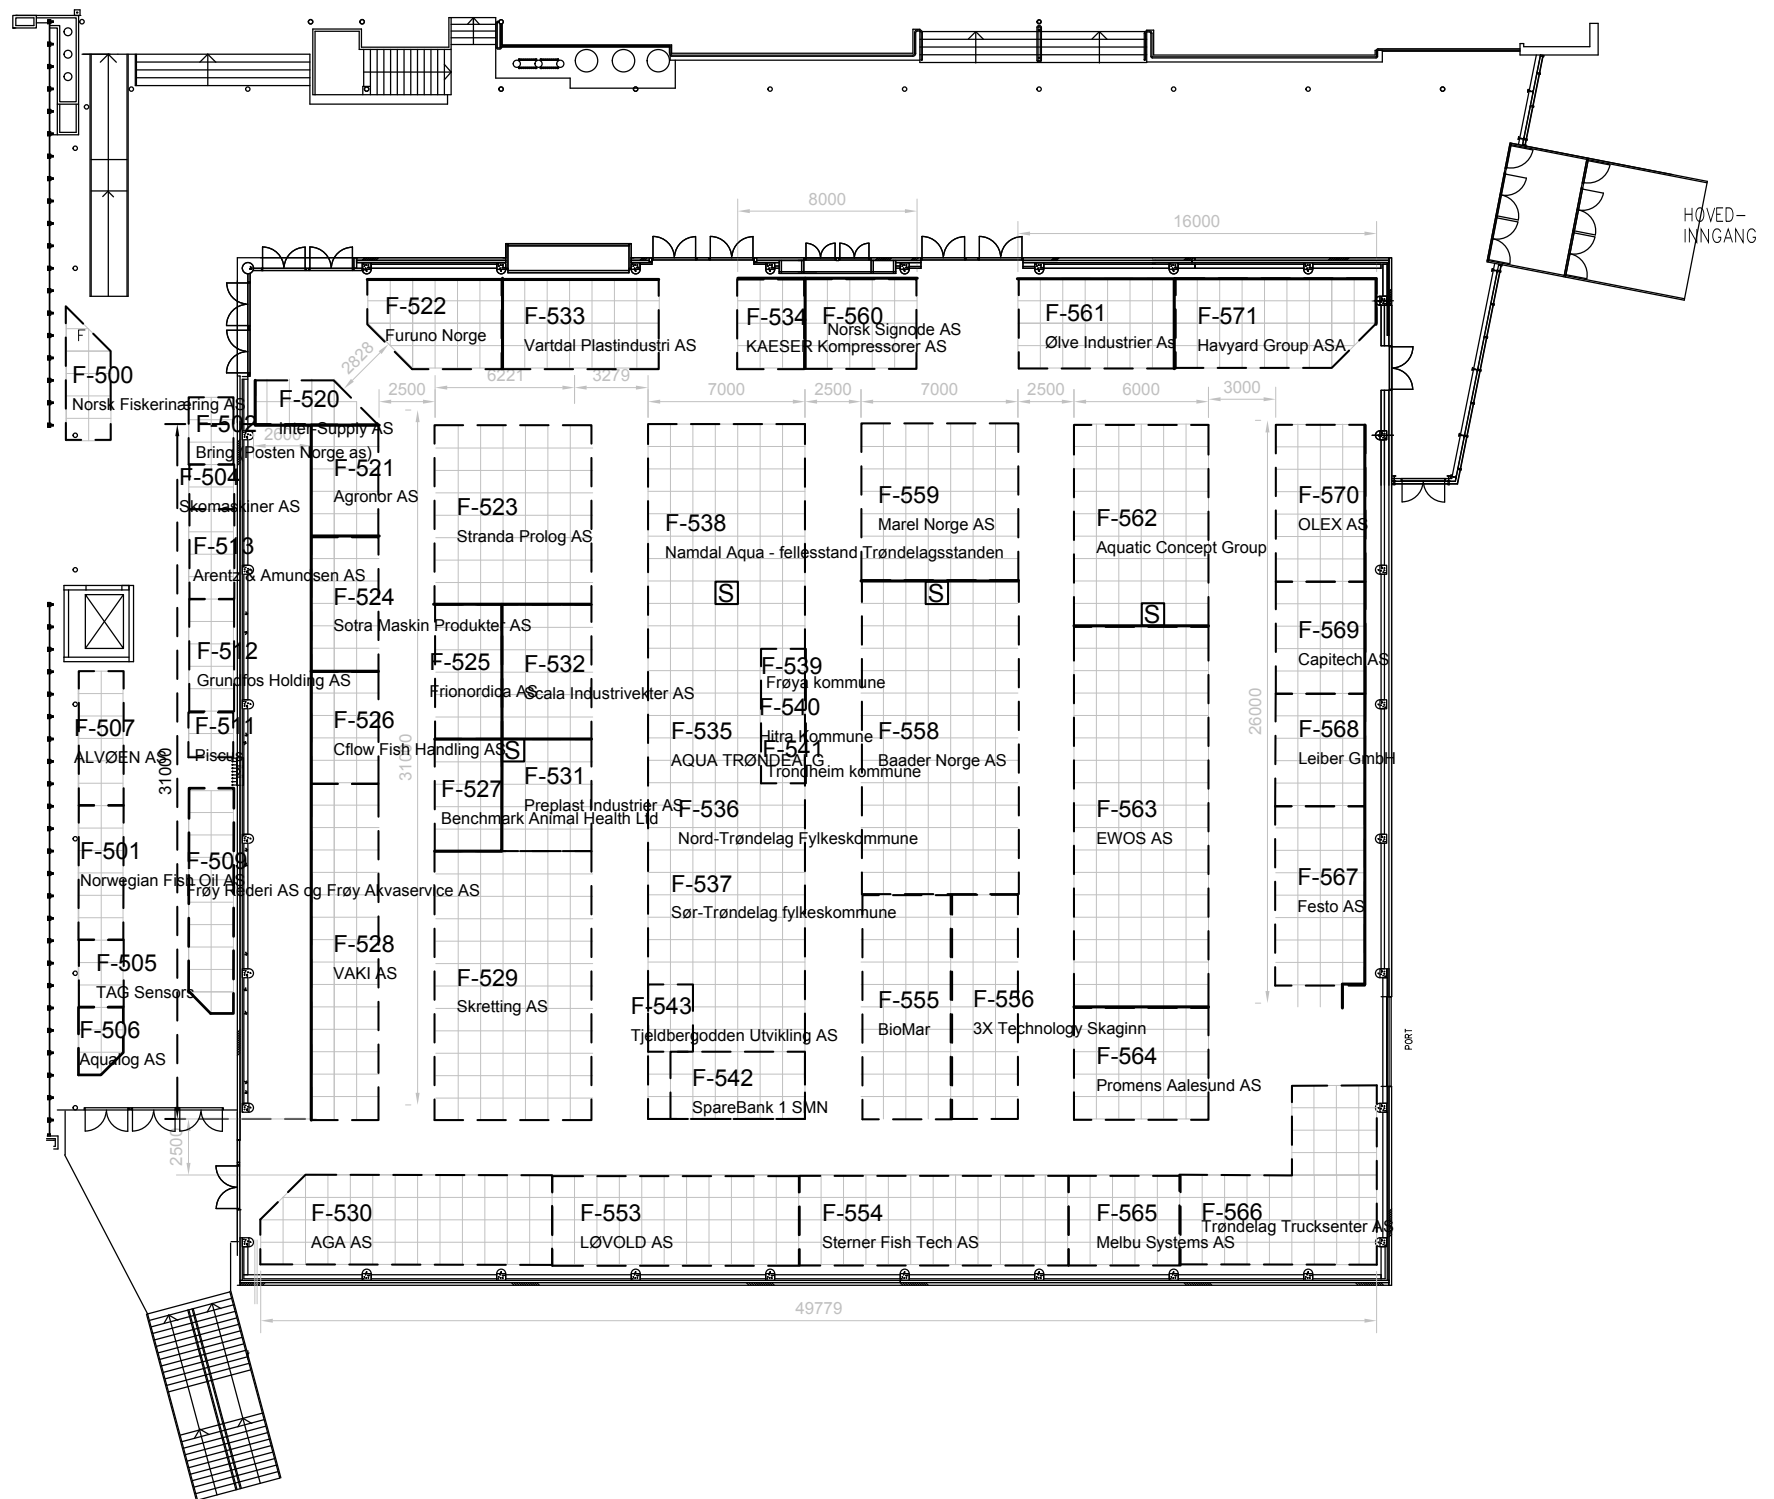 8000
16000
HOVED-
INNGANG
F-522
Furuno Norge
F-533
Vartdal Plastindustri AS
F-534
KAESER Kompressorer AS
F-560
Norsk Signode AS
F-561
Ølve Industrier As
F-571
Havyard Group ASA
F
F-500
Norsk Fiskerinæring AS
2828
2500
6221
3279
7000
2500
7000
2500
6000
3000
F-520
Inter-Supply AS
2600
F-502
Bring (Posten Norge as)
F-504
Skomaskiner AS
F-513
Arentz & Amundsen AS
F-512
Grundfos Holding AS
F-511
Piscus
F-509
Frøy Rederi AS og Frøy Akvaservice AS
F-507
ALVØEN AS
31000
F-501
Norwegian Fish Oil AS
F-505
TAG Sensors
F-506
Aqualog AS
F-521
Agronor AS
F-524
Sotra Maskin Produkter AS
F-526
Cflow Fish Handling AS
F-528
VAKI AS
31000
F-523
Stranda Prolog AS
F-525
Frionordica AS
F-532
Scala Industrivekter AS
S
F-527
Benchmark Animal Health Ltd
F-531
Preplast Industrier AS
F-529
Skretting AS
F-538
Namdal Aqua - fellesstand Trøndelagsstanden
S
F-539
Frøya kommune
F-540
Hitra Kommune
F-541
Trondheim kommune
F-535
AQUA TRØNDEALG
F-536
Nord-Trøndelag Fylkeskommune
F-537
Sør-Trøndelag fylkeskommune
F-543
Tjeldbergodden Utvikling AS
F-542
SpareBank 1 SMN
F-559
Marel Norge AS
S
F-558
Baader Norge AS
F-555
BioMar
F-556
3X Technology Skaginn
F-562
Aquatic Concept Group
S
F-563
EWOS AS
F-564
Promens Aalesund AS
26000
F-570
OLEX AS
F-569
Capitech AS
F-568
Leiber GmbH
F-567
Festo AS
PORT
2500
F-530
AGA AS
F-553
LØVOLD AS
F-554
Sterner Fish Tech AS
F-565
Melbu Systems AS
F-566
Trøndelag Trucksenter AS
49779